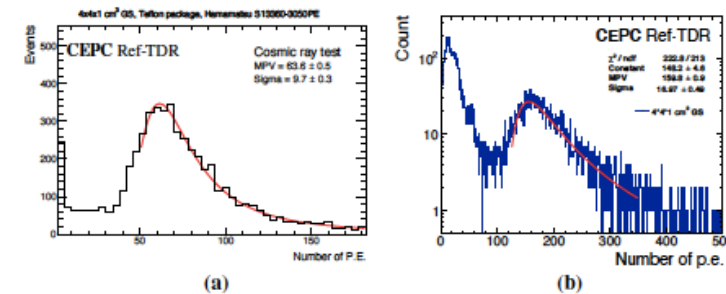 4x4x1 cm³ GS, Teflon package, Hamamatsu S13360-3050PE
Events
500
400
300
200
100
0
CEPC Ref-TDR
Cosmic ray test
MPV = 63.6 ± 0.5
Sigma = 9.7 ± 0.3
50
100
150
Number of P.E.
(a)
Count
10²
10
1
CEPC Ref-TDR
χ² / ndf 222.8 / 213
Constant 148.2 ± 4.8
MPV 159.8 ± 0.9
Sigma 18.97 ± 0.49
4*4*1 cm³ GS
0
100
200
300
400
500
Number of p.e.
(b)